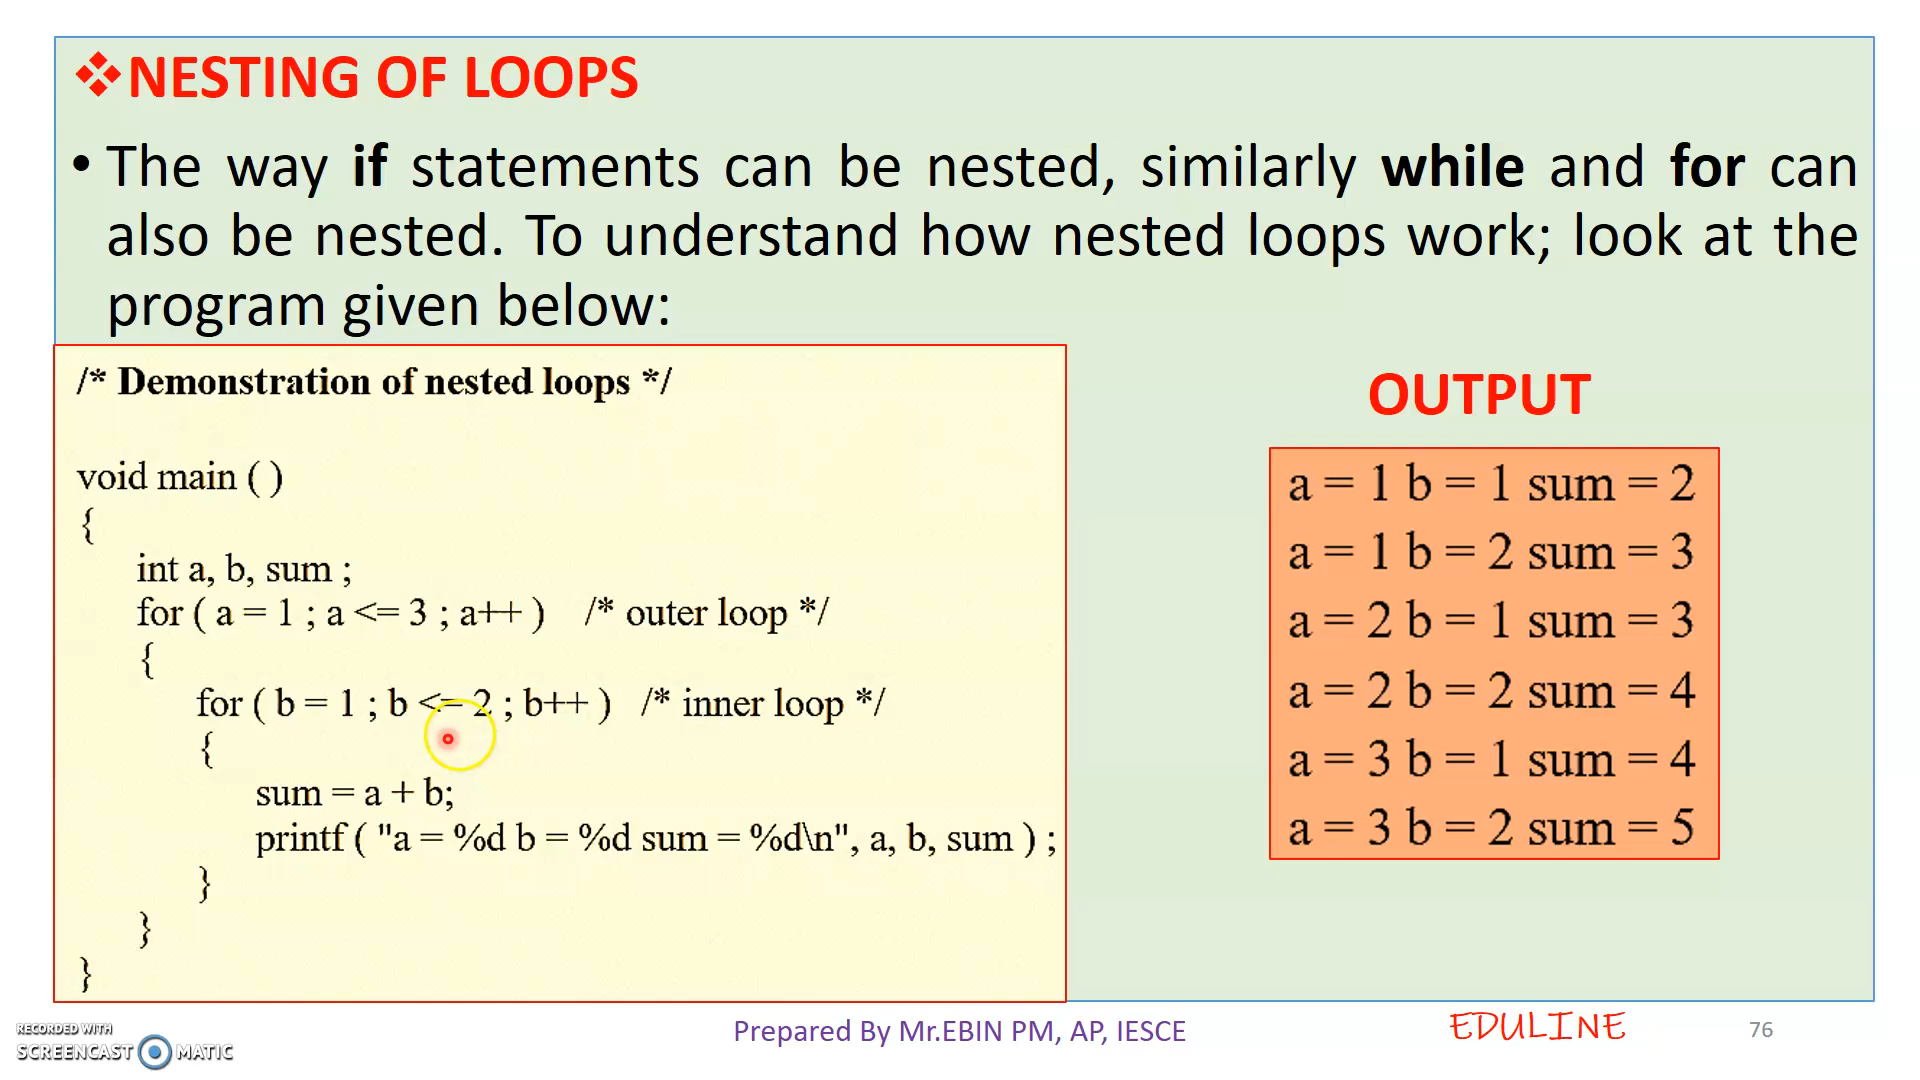 ❖NESTING OF LOOPS
• The way if statements can be nested, similarly while and for can
also be nested. To understand how nested loops work; look at the
program given below:
/* Demonstration of nested loops */
void main ( )
{
int a, b, sum ;
for ( a = 1 ; a <= 3 ; a++ ) /* outer loop */
{
for ( b = 1 ; b <= 2 ; b++ ) /* inner loop */
{
sum = a + b;
printf ( "a = %d b = %d sum = %d\n", a, b, sum ) ;
}
}
}
OUTPUT
a = 1 b = 1 sum = 2
a = 1 b = 2 sum = 3
a = 2 b = 1 sum = 3
a = 2 b = 2 sum = 4
a = 3 b = 1 sum = 4
a = 3 b = 2 sum = 5
RECORDED WITH
SCREENCAST MATIC
Prepared By Mr.EBIN PM, AP, IESCE
EDULINE
76